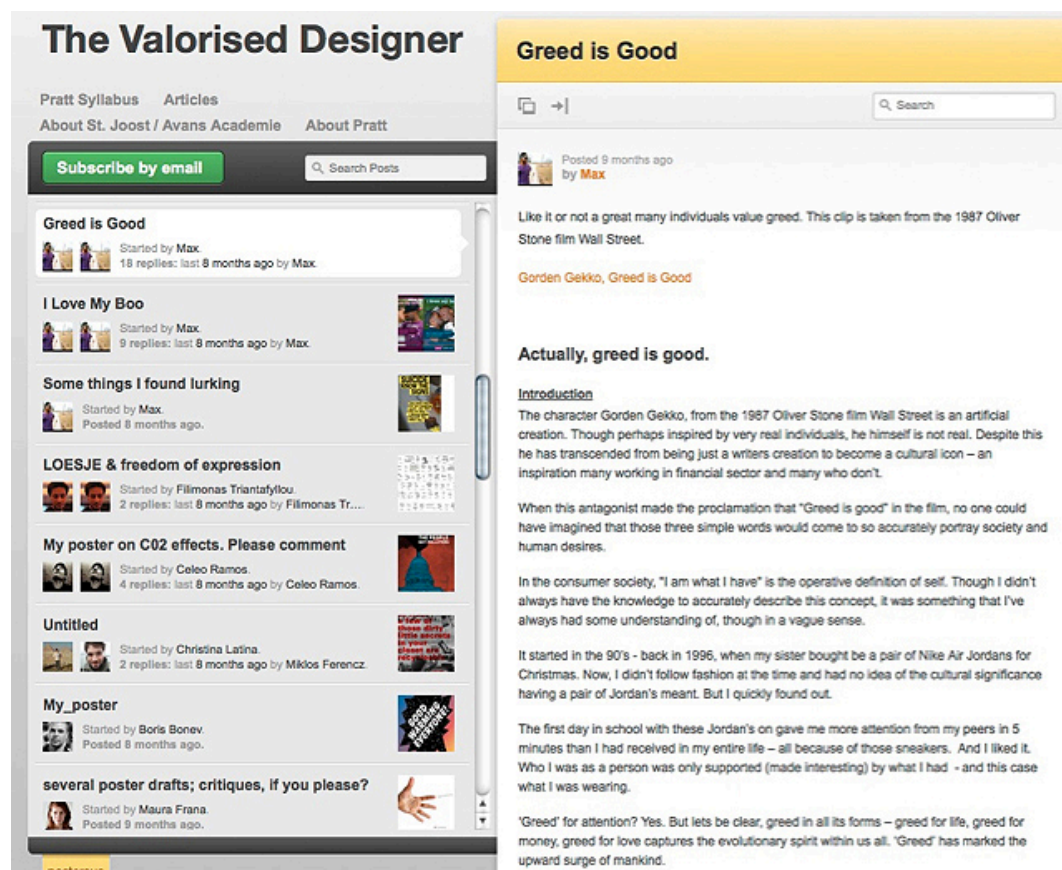 The Valorised Designer
Pratt Syllabus Articles
About St. Joost / Avans Academie About Pratt
Subscribe by email
Search Posts
Greed is Good
Started by Max.
18 replies: last 8 months ago by Max.
I Love My Boo
Started by Max.
9 replies: last 8 months ago by Max.
Some things I found lurking
Started by Max.
Posted 8 months ago.
LOESJE & freedom of expression
Started by Filimonas Triantafyllou.
2 replies: last 8 months ago by Filimonas Tr....
My poster on C02 effects. Please comment
Started by Celeo Ramos.
4 replies: last 8 months ago by Celeo Ramos.
Untitled
Started by Christina Latina.
2 replies: last 8 months ago by Miklos Ferencz.
a few of
those dirty
little secrets
in your
closet are
My_poster
Started by Boris Bonev.
Posted 8 months ago.
GOOD
WARMING
EVERYONE!
several poster drafts; critiques, if you please?
Started by Maura Frana.
Posted 9 months ago.
posterous
Greed is Good
Search
Posted 9 months ago
by Max
Like it or not a great many individuals value greed. This clip is taken from the 1987 Oliver
Stone film Wall Street.
Gorden Gekko, Greed is Good
Actually, greed is good.
Introduction
The character Gorden Gekko, from the 1987 Oliver Stone film Wall Street is an artificial
creation. Though perhaps inspired by very real individuals, he himself is not real. Despite this
he has transcended from being just a writers creation to become a cultural icon – an
inspiration many working in financial sector and many who don't.
When this antagonist made the proclamation that "Greed is good" in the film, no one could
have imagined that those three simple words would come to so accurately portray society and
human desires.
In the consumer society, "I am what I have" is the operative definition of self. Though I didn't
always have the knowledge to accurately describe this concept, it was something that I've
always had some understanding of, though in a vague sense.
It started in the 90's - back in 1996, when my sister bought be a pair of Nike Air Jordans for
Christmas. Now, I didn't follow fashion at the time and had no idea of the cultural significance
having a pair of Jordan's meant. But I quickly found out.
The first day in school with these Jordan's on gave me more attention from my peers in 5
minutes than I had received in my entire life – all because of those sneakers. And I liked it.
Who I was as a person was only supported (made interesting) by what I had - and this case
what I was wearing.
'Greed' for attention? Yes. But lets be clear, greed in all its forms – greed for life, greed for
money, greed for love captures the evolutionary spirit within us all. 'Greed' has marked the
upward surge of mankind.